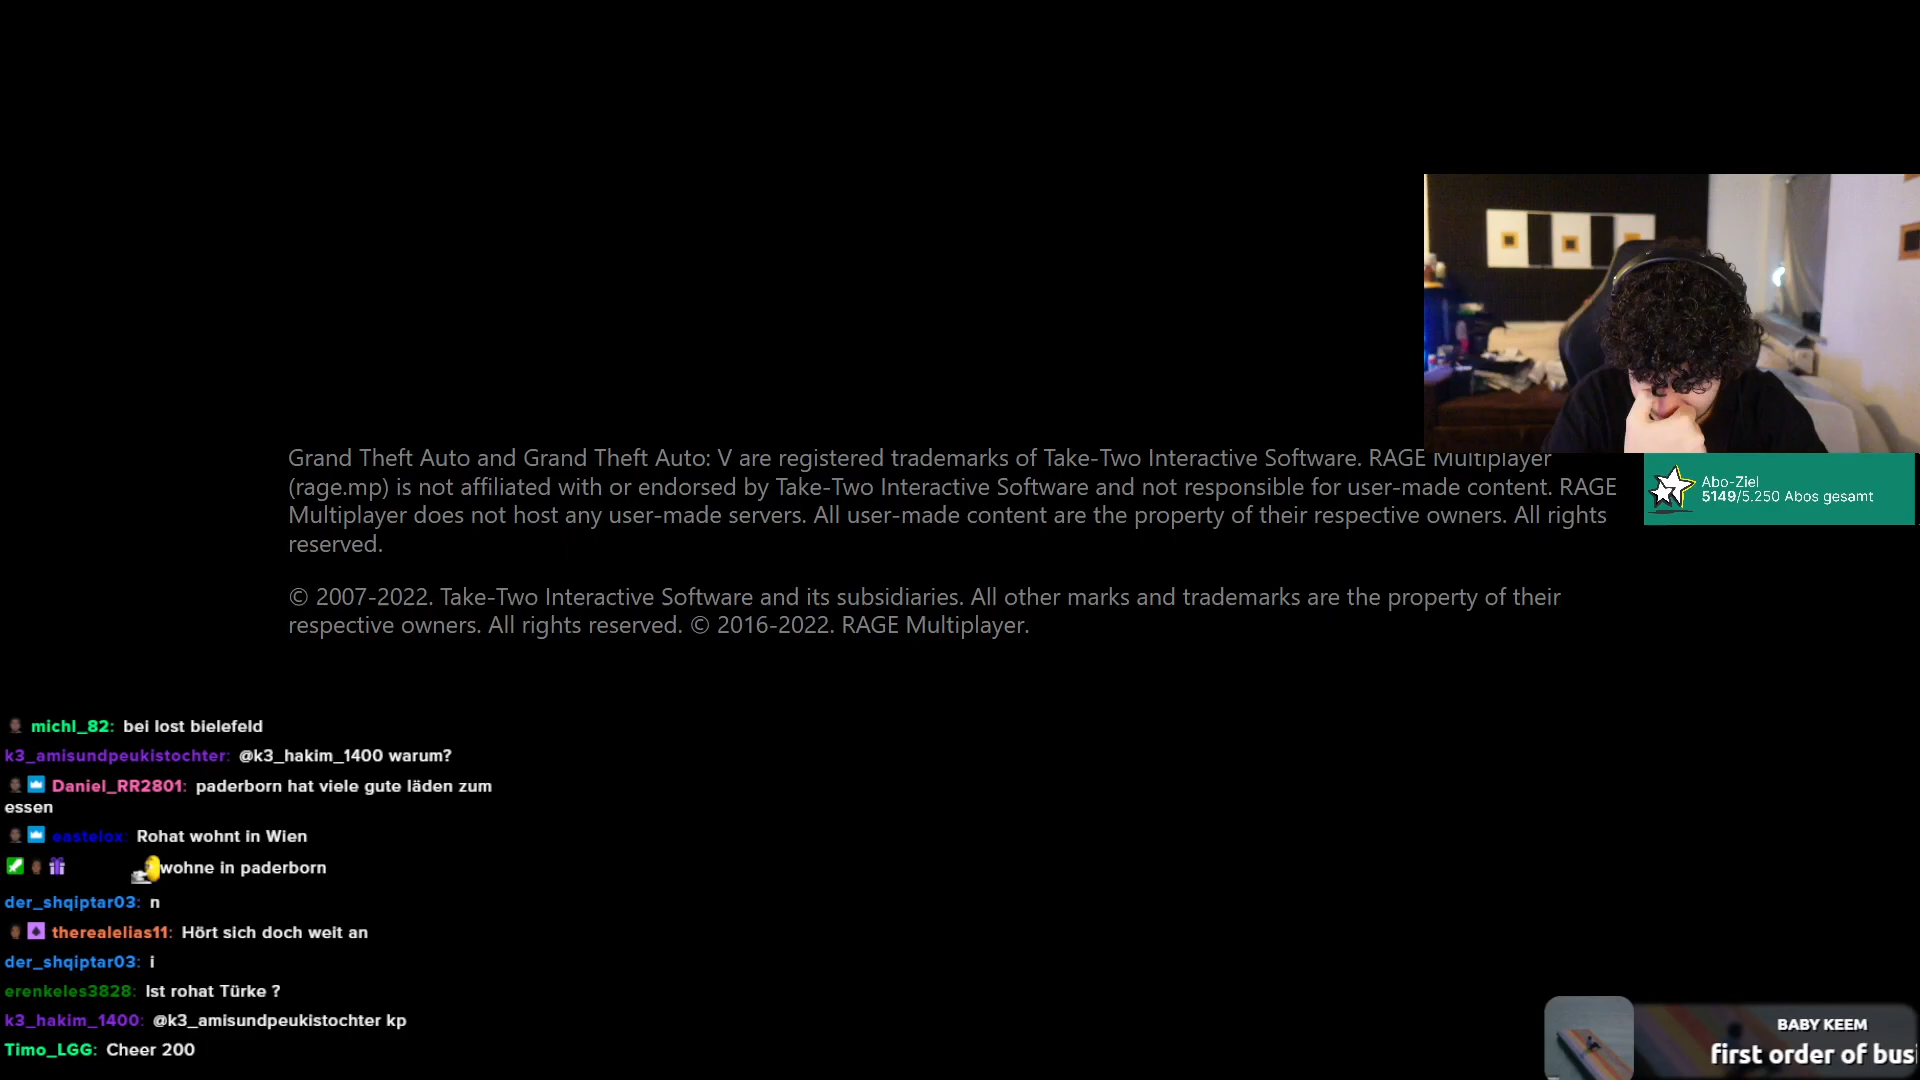 Grand Theft Auto and Grand Theft Auto: V are registered trademarks of Take-Two Interactive Software. RAGE Multiplayer
(rage.mp) is not affiliated with or endorsed by Take-Two Interactive Software and not responsible for user-made content. RAGE
Multiplayer does not host any user-made servers. All user-made content are the property of their respective owners. All rights
reserved.
Abo-Ziel
5149/5.250 Abos gesamt
© 2007-2022. Take-Two Interactive Software and its subsidiaries. All other marks and trademarks are the property of their
respective owners. All rights reserved. © 2016-2022. RAGE Multiplayer.
michl_82: bei lost bielefeld
k3_amisundpeukistochter: @k3_hakim_1400 warum?
Daniel_RR2801: paderborn hat viele gute läden zum
essen
eastelox: Rohat wohnt in Wien
wohne in paderborn
der_shqiptar03: n
therealelias11: Hört sich doch weit an
der_shqiptar03: i
erenkeles3828: Ist rohat Türke ?
k3_hakim_1400: @k3_amisundpeukistochter kp
Timo_LGG: Cheer 200
BABY KEEM
first order of busi